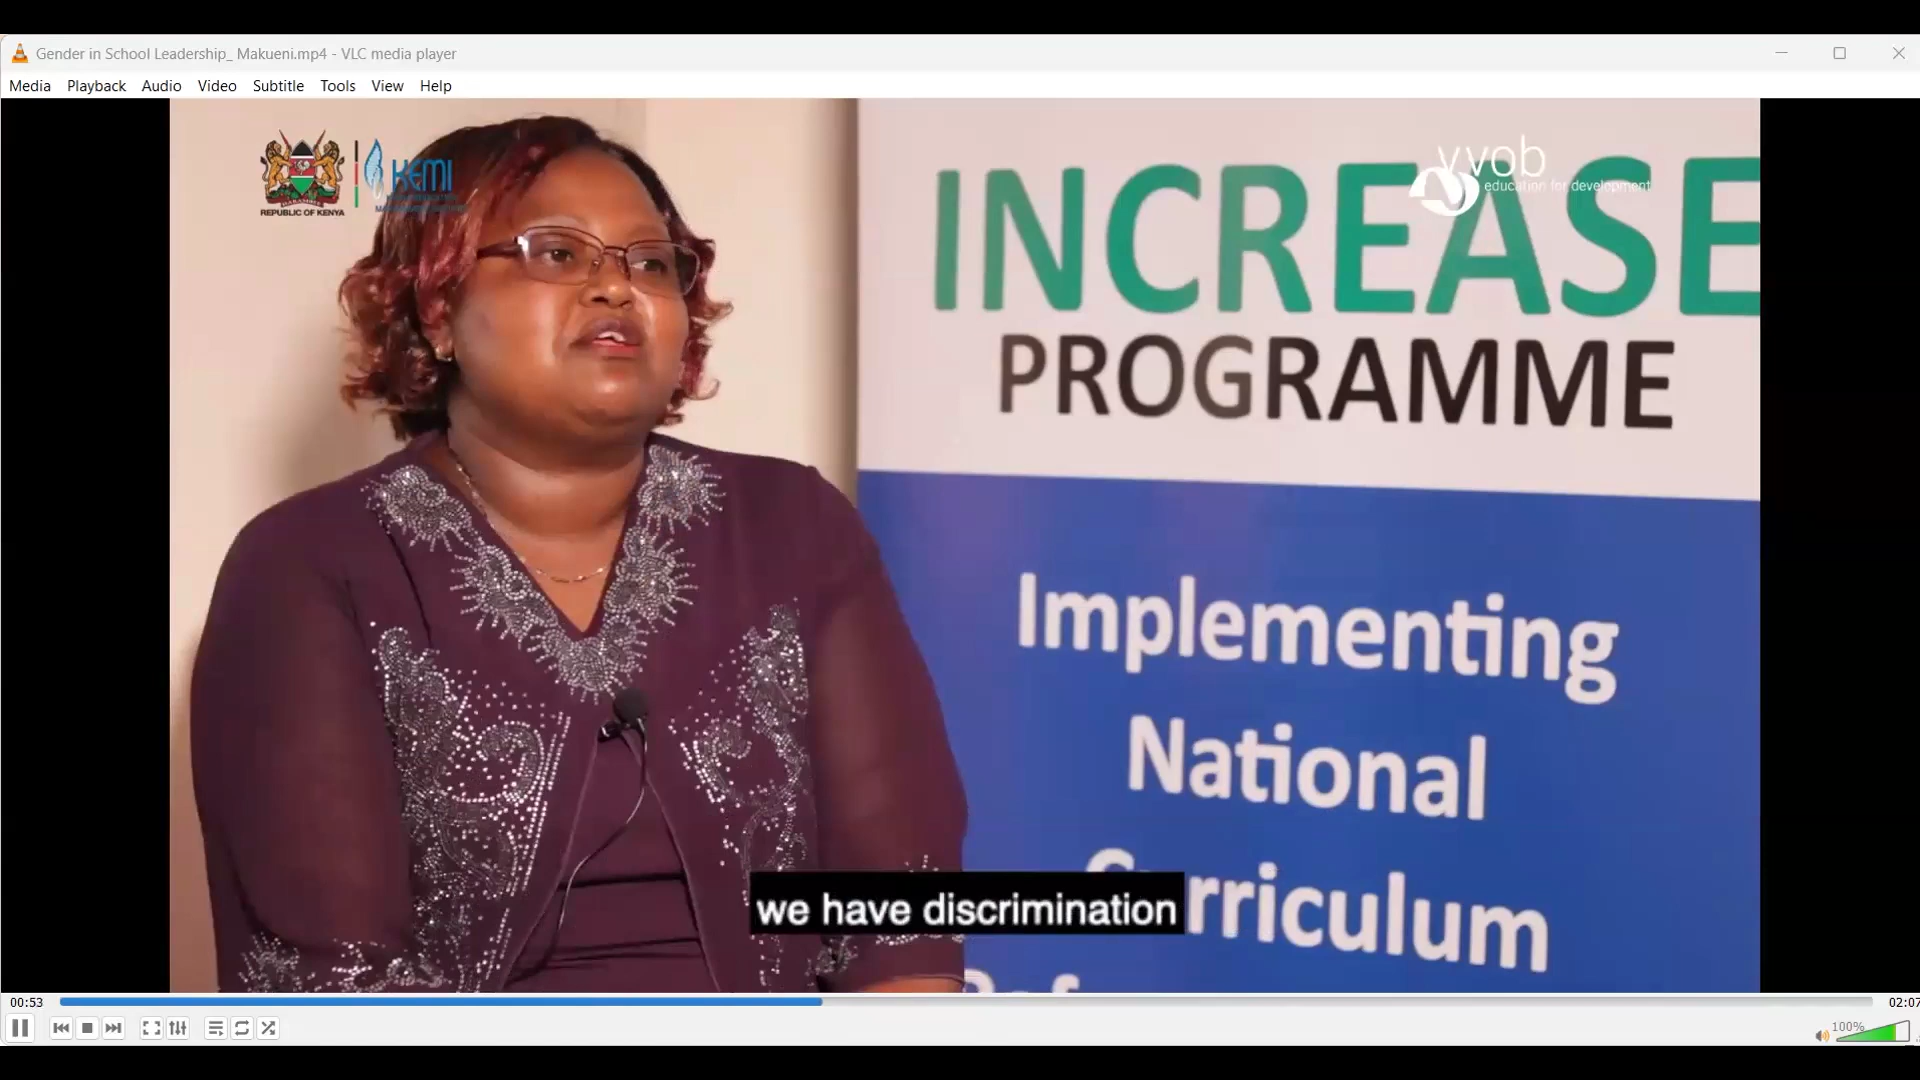 Gender in School Leadership_ Makueni.mp4 - VLC media player
Media Playback Audio Video Subtitle Tools View Help
REPUBLIC OF KENYA
KEMI
vvob
education for development
INCREASE
PROGRAMME
Implementing
National
Curriculum
we have discrimination
00:53
02:07
100%